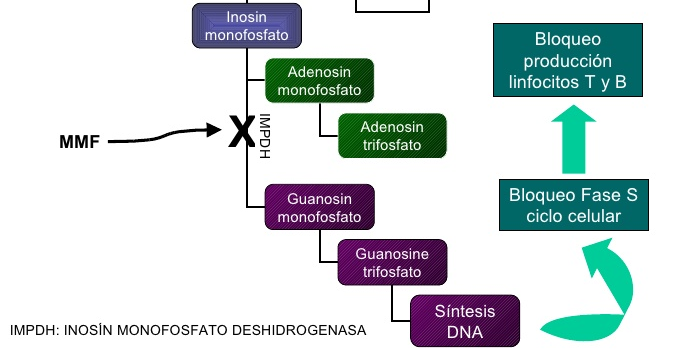 Inosin
monofosfato
Adenosin
monofosfato
Adenosin
trifosfato
MMF
X
IMPDH
Guanosin
monofosfato
Guanosine
trifosfato
Síntesis
DNA
Bloqueo
producción
linfocitos T y B
Bloqueo Fase S
ciclo celular
IMPDH: INOSÍN MONOFOSFATO DESHIDROGENASA